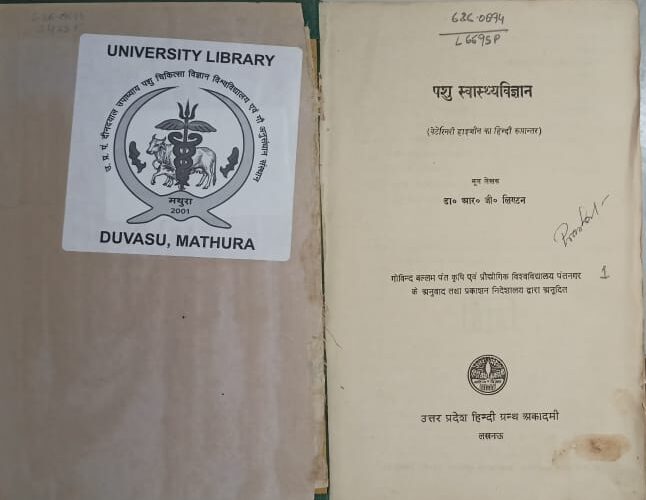 UNIVERSITY LIBRARY
उ. प्र. पं. दीनदयाल उपाध्याय पशु चिकित्सा विज्ञान विश्वविद्यालय एवं गौ अनुसंधान संस्थान
मथुरा
2001
DUVASU, MATHURA
636.0894
L669SP
पशु स्वास्थ्यविज्ञान
(वेटेरिनरी हाइजीन का हिन्दी रूपान्तर)
मूल लेखक
डा० आर० जी० लिण्टन
गोविन्द बल्लभ पंत कृषि एवं प्रौद्योगिक विश्वविद्यालय पंतनगर
के अनुवाद तथा प्रकाशन निदेशालय द्वारा अनूदित
1
उत्तर प्रदेश हिन्दी ग्रन्थ अकादमी
लखनऊ